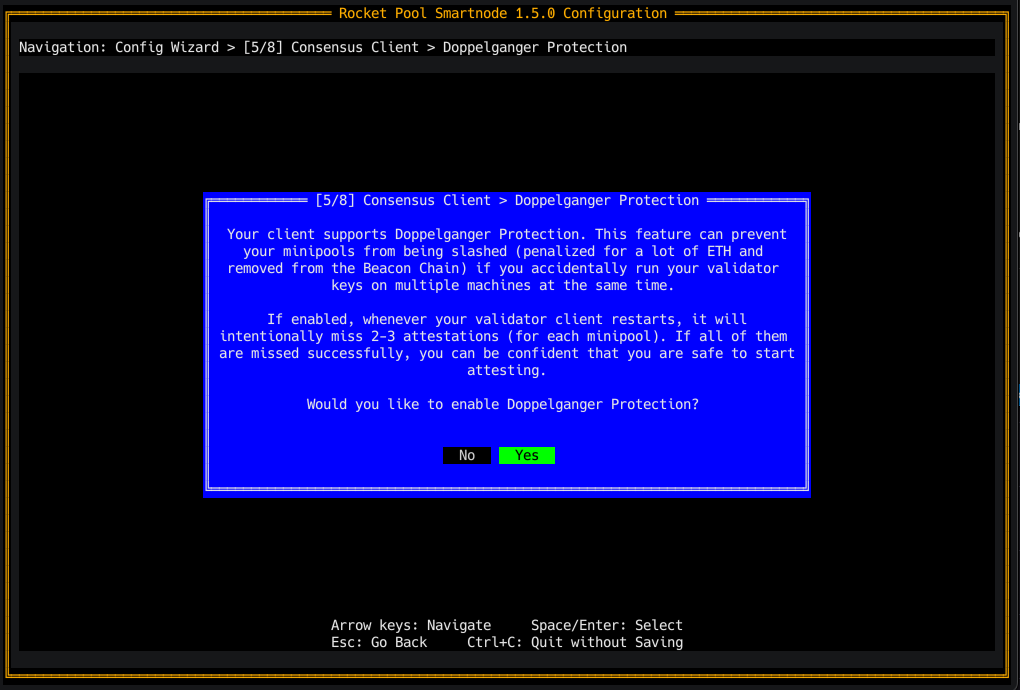 Rocket Pool Smartnode 1.5.0 Configuration
Navigation: Config Wizard > [5/8] Consensus Client > Doppelganger Protection
[5/8] Consensus Client > Doppelganger Protection
Your client supports Doppelganger Protection. This feature can prevent
your minipools from being slashed (penalized for a lot of ETH and
removed from the Beacon Chain) if you accidentally run your validator
keys on multiple machines at the same time.
If enabled, whenever your validator client restarts, it will
intentionally miss 2-3 attestations (for each minipool). If all of them
are missed successfully, you can be confident that you are safe to start
attesting.
Would you like to enable Doppelganger Protection?
No Yes
Arrow keys: Navigate Space/Enter: Select
Esc: Go Back Ctrl+C: Quit without Saving